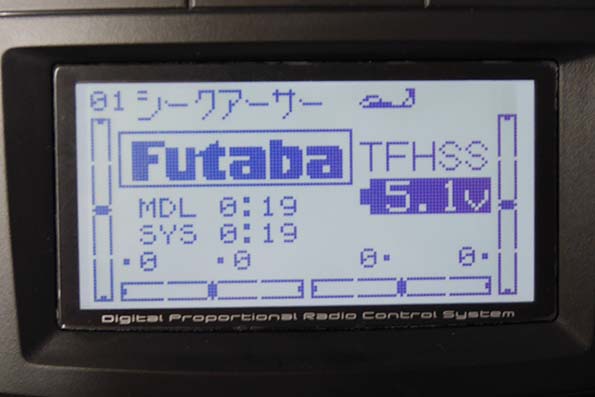 01 シークアーサー
Futaba
TFHSS
5.1v
MDL 0:19
SYS 0:19
·0 ·0 0· 0·
Digital Proportional Radio Control System